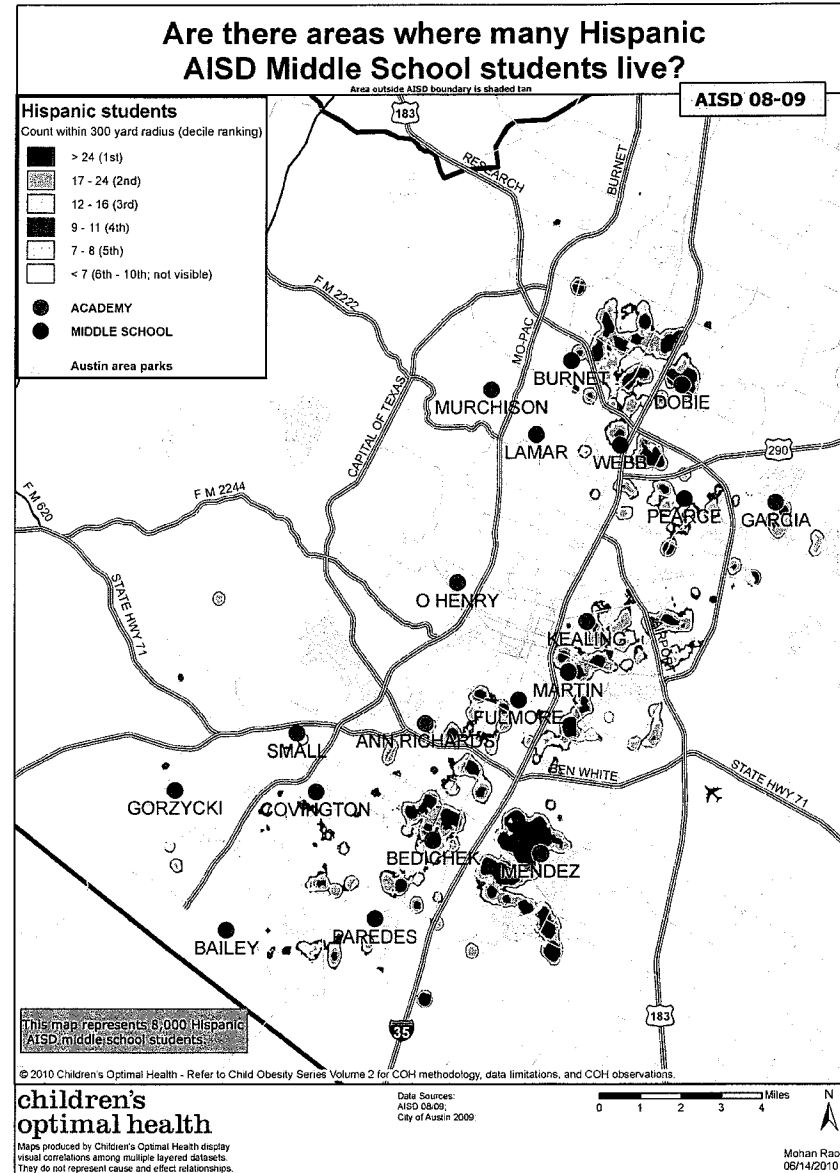 Are there areas where many Hispanic
AISD Middle School students live?
Area outside AISD boundary is shaded tan
AISD 08-09
Hispanic students
Count within 300 yard radius (decile ranking)
> 24 (1st)
17 - 24 (2nd)
12 - 16 (3rd)
9 - 11 (4th)
7 - 8 (5th)
< 7 (6th - 10th; not visible)
ACADEMY
MIDDLE SCHOOL
Austin area parks
183
RESEARCH
BURNET
F M 2222
MO-PAC
CAPITAL OF TEXAS
BURNET
DOBIE
MURCHISON
LAMAR
WEBB
290
F M 620
F M 2244
PEARCE
GARCIA
STATE HWY 71
O HENRY
KEALING
AIRPORT
MARTIN
FULMORE
ANN RICHARDS
SMALL
BEN WHITE
STATE HWY 71
GORZYCKI
COVINGTON
BEDICHEK
MENDEZ
BAILEY
PAREDES
35
183
This map represents 8,000 Hispanic
AISD middle school students.
© 2010 Children's Optimal Health - Refer to Child Obesity Series Volume 2 for COH methodology, data limitations, and COH observations.
children's
optimal health
Maps produced by Children's Optimal Health display
visual correlations among multiple layered datasets.
They do not represent cause and effect relationships.
Data Sources:
AISD 08/09;
City of Austin 2009;
Miles
0 1 2 3 4
N
Mohan Rao
06/14/2010